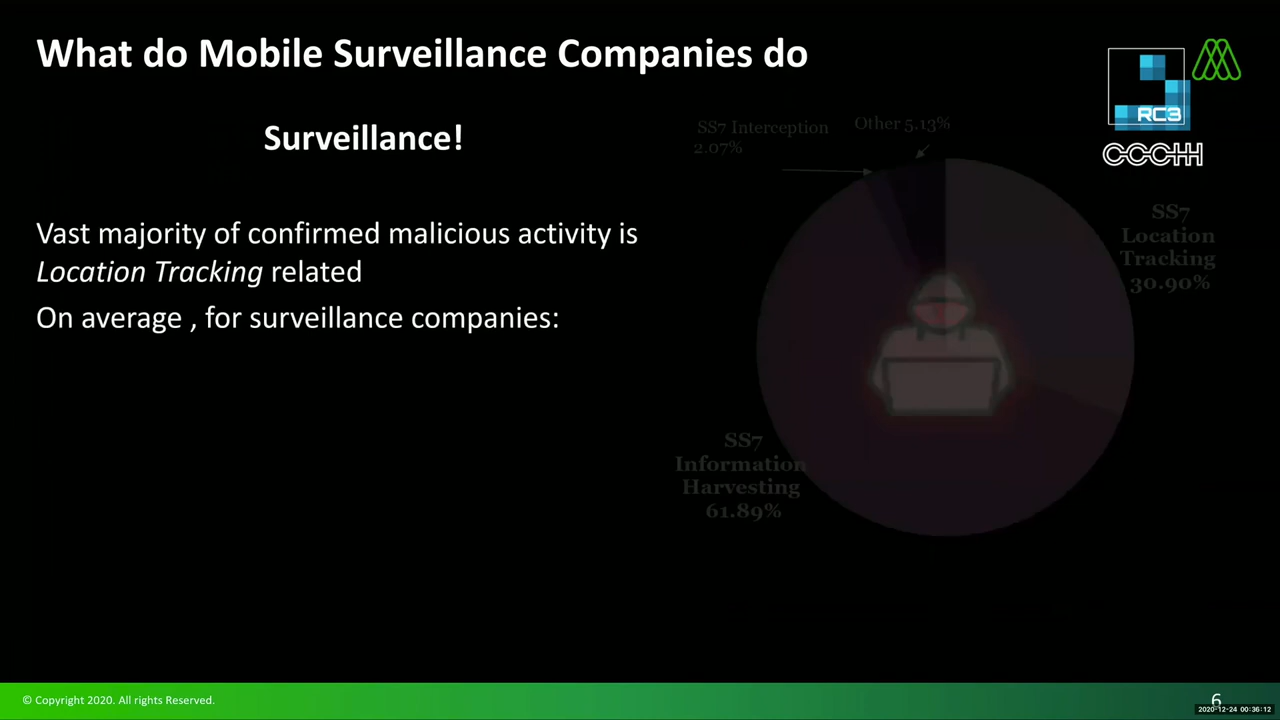 What do Mobile Surveillance Companies do
Surveillance!
Vast majority of confirmed malicious activity is
Location Tracking related
On average , for surveillance companies:
SS7 Interception
2.07%
Other 5.13%
SS7
Location
Tracking
30.90%
SS7
Information
Harvesting
61.89%
RC3
CCCHH
© Copyright 2020. All rights Reserved.
6
2020-12-24 00:36:12